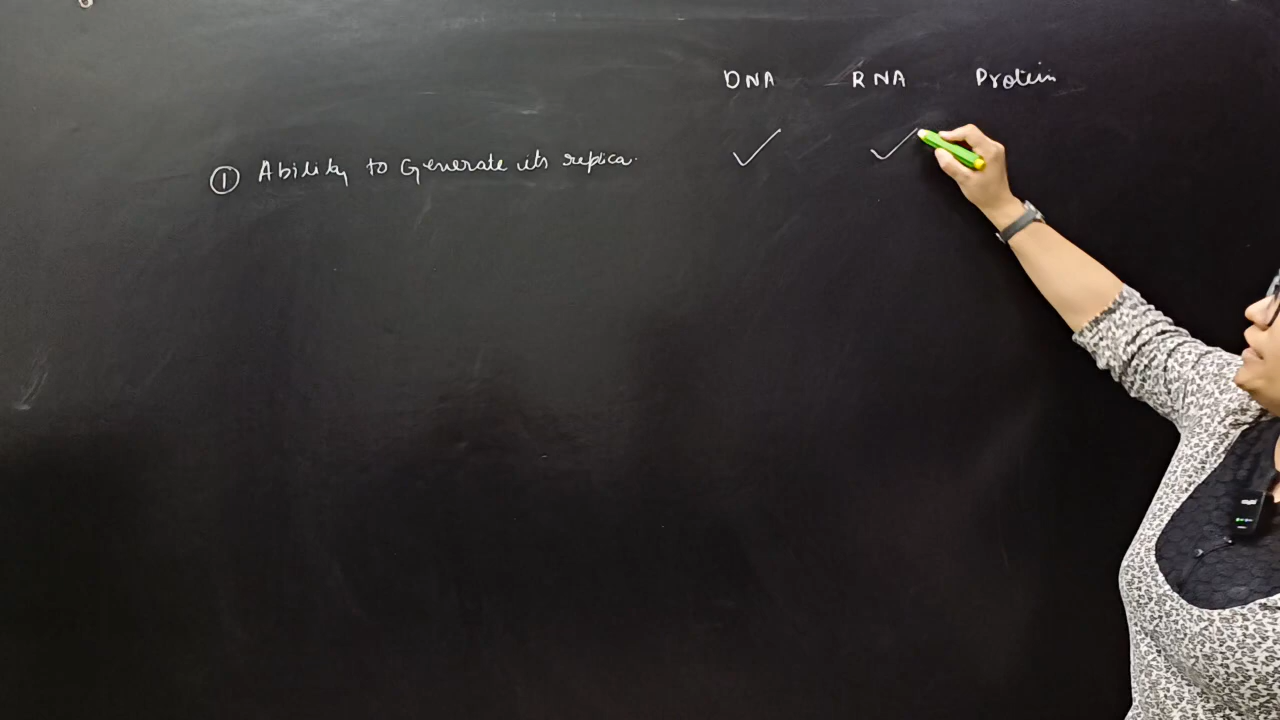 DNA RNA Protein
① Ability to Generate its replica. ✓ ✓